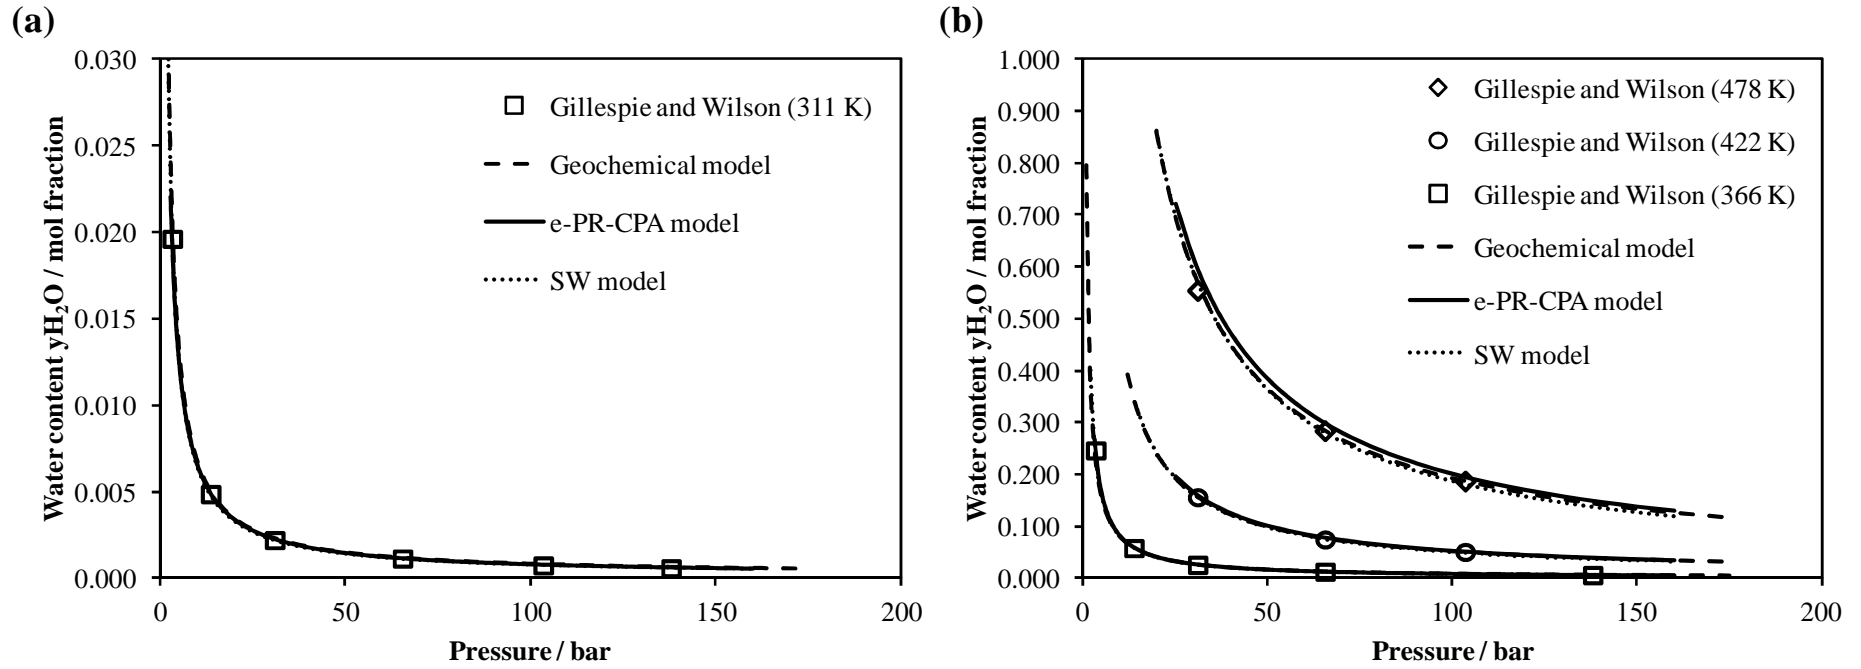 (a)
0.030
0.025
0.020
0.015
0.010
0.005
0.000
0
50
100
150
200
Water content yH₂O / mol fraction
Pressure / bar
Gillespie and Wilson (311 K)
Geochemical model
e-PR-CPA model
SW model
(b)
1.000
0.900
0.800
0.700
0.600
0.500
0.400
0.300
0.200
0.100
0.000
0
50
100
150
200
Water content yH₂O / mol fraction
Pressure / bar
Gillespie and Wilson (478 K)
Gillespie and Wilson (422 K)
Gillespie and Wilson (366 K)
Geochemical model
e-PR-CPA model
SW model